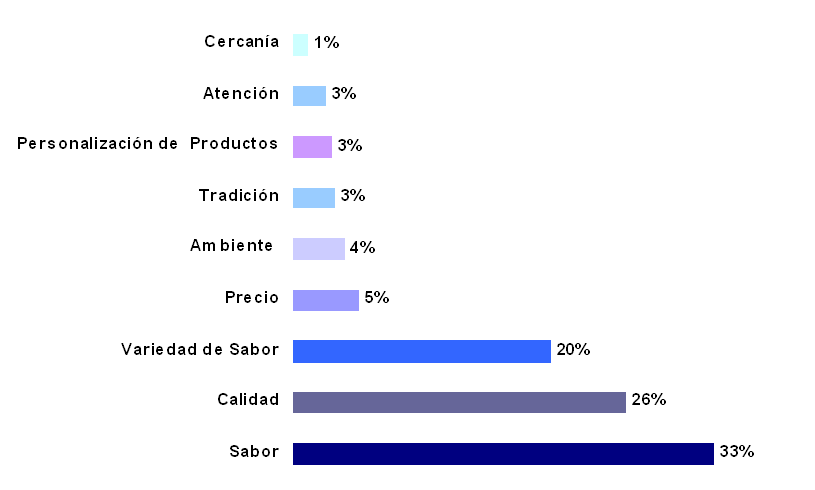 Cercanía 1%
Atención 3%
Personalización de Productos 3%
Tradición 3%
Ambiente 4%
Precio 5%
Variedad de Sabor 20%
Calidad 26%
Sabor 33%